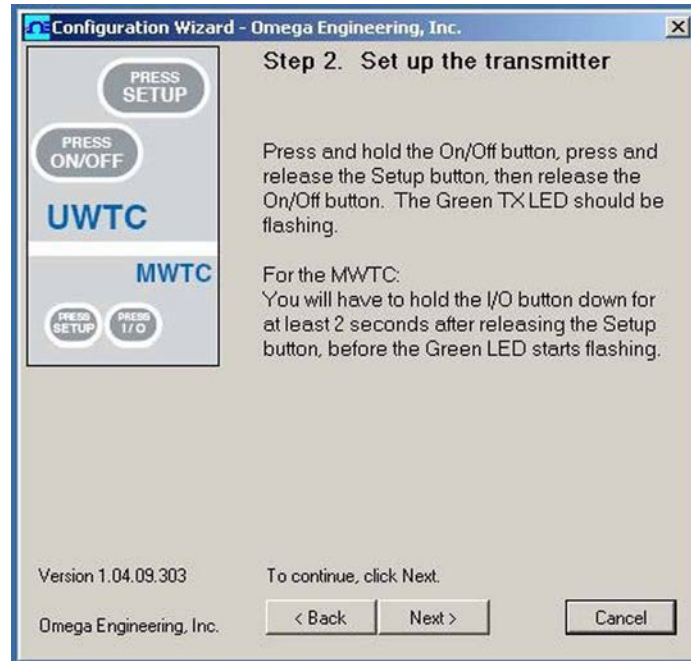 Configuration Wizard - Omega Engineering, Inc.
PRESS
SETUP
PRESS
ON/OFF
UWTC
MWTC
PRESS
SETUP
PRESS
I/O
Step 2. Set up the transmitter
Press and hold the On/Off button, press and
release the Setup button, then release the
On/Off button. The Green TX LED should be
flashing.
For the MWTC:
You will have to hold the I/O button down for
at least 2 seconds after releasing the Setup
button, before the Green LED starts flashing.
Version 1.04.09.303
To continue, click Next.
Omega Engineering, Inc.
< Back
Next >
Cancel